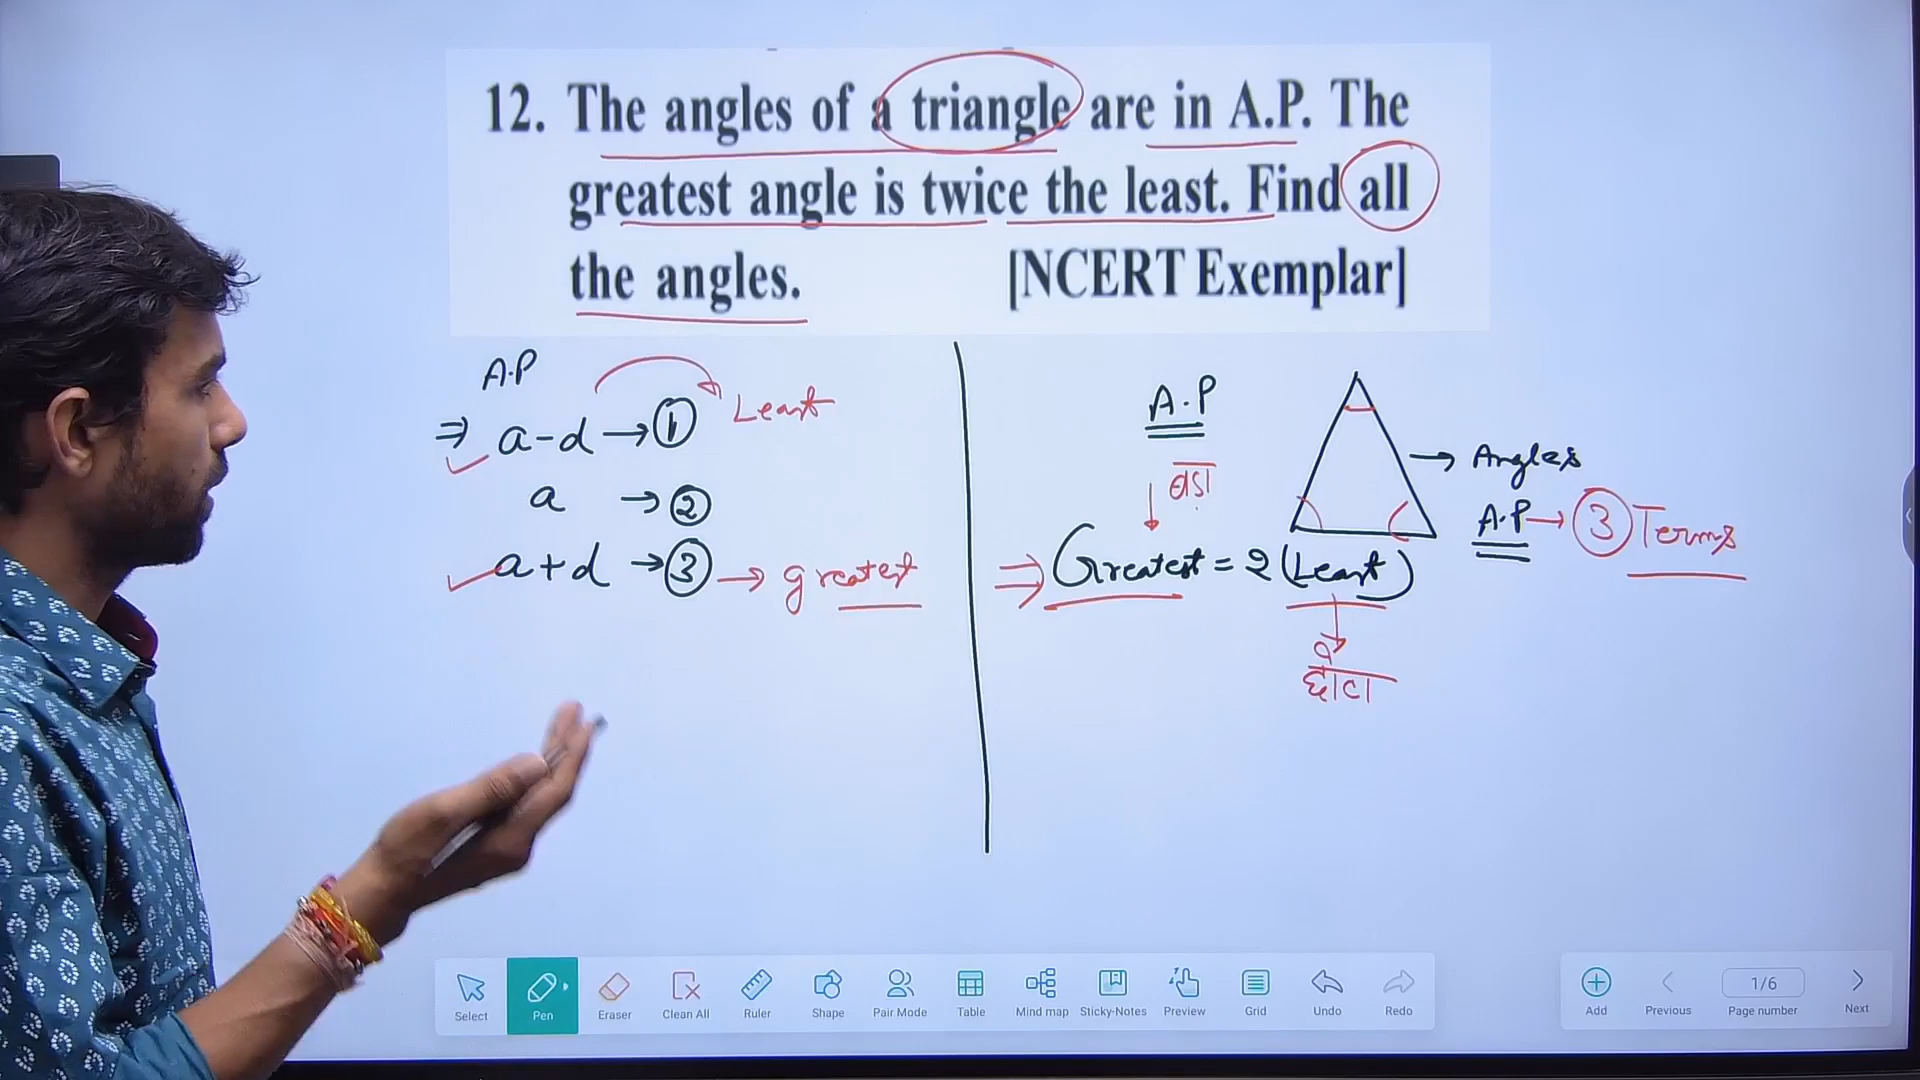 12. The angles of a triangle are in A.P. The
greatest angle is twice the least. Find all
the angles. [NCERT Exemplar]
A.P
⇒ a-d → ① Least
a → ②
a+d → ③ → greatest
A.P
बड़ा
→ Angles
A.P → ③ Terms
⇒ Greatest = 2 (Least)
छोटा
Select
Pen
Eraser
Clean All
Ruler
Shape
Pair Mode
Table
Mind map
Sticky-Notes
Preview
Grid
Undo
Redo
Add
Previous
1/6
Page number
Next